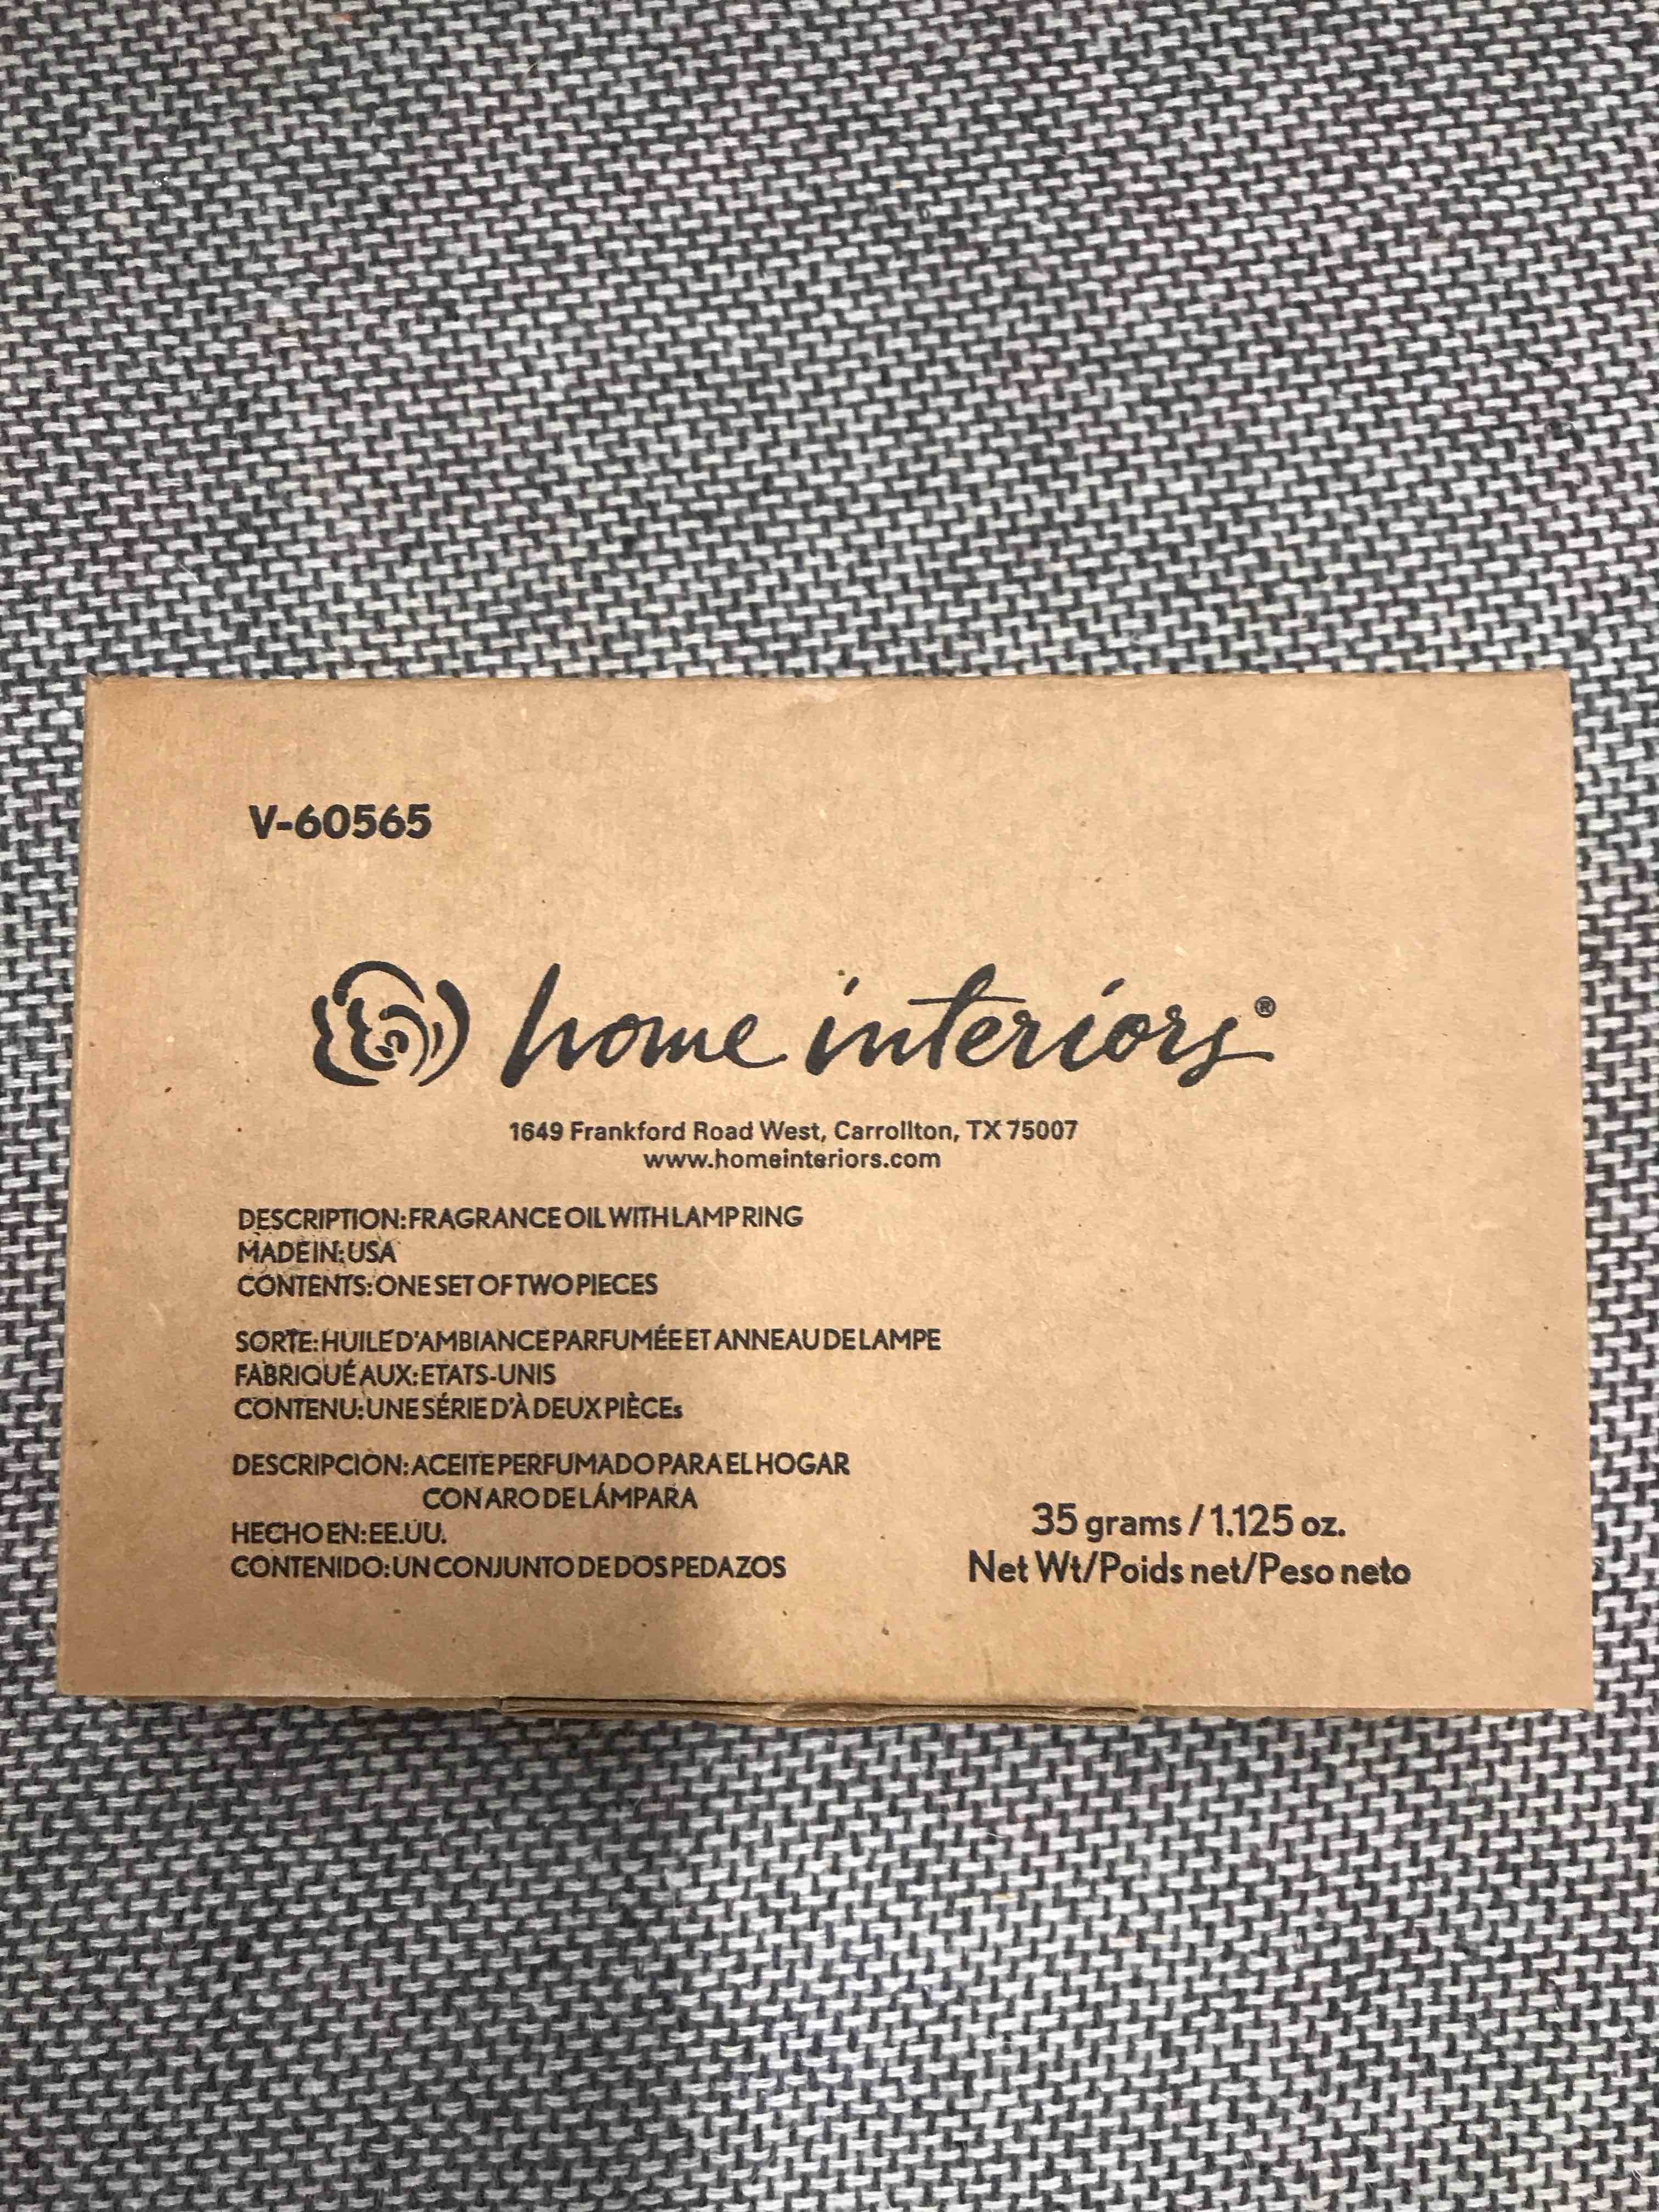 V-60565
home interiors®
1649 Frankford Road West, Carrollton, TX 75007
www.homeinteriors.com
DESCRIPTION: FRAGRANCE OIL WITH LAMP RING
MADE IN: USA
CONTENTS: ONE SET OF TWO PIECES
SORTE: HUILE D'AMBIANCE PARFUMÉE ET ANNEAU DE LAMPE
FABRIQUÉ AUX: ETATS-UNIS
CONTENU: UNE SÉRIE D'À DEUX PIÈCEs
DESCRIPCIÓN: ACEITE PERFUMADO PARA EL HOGAR
CON ARO DE LÁMPARA
HECHO EN: EE.UU.
CONTENIDO: UN CONJUNTO DE DOS PEDAZOS
35 grams / 1.125 oz.
Net Wt/Poids net/Peso neto